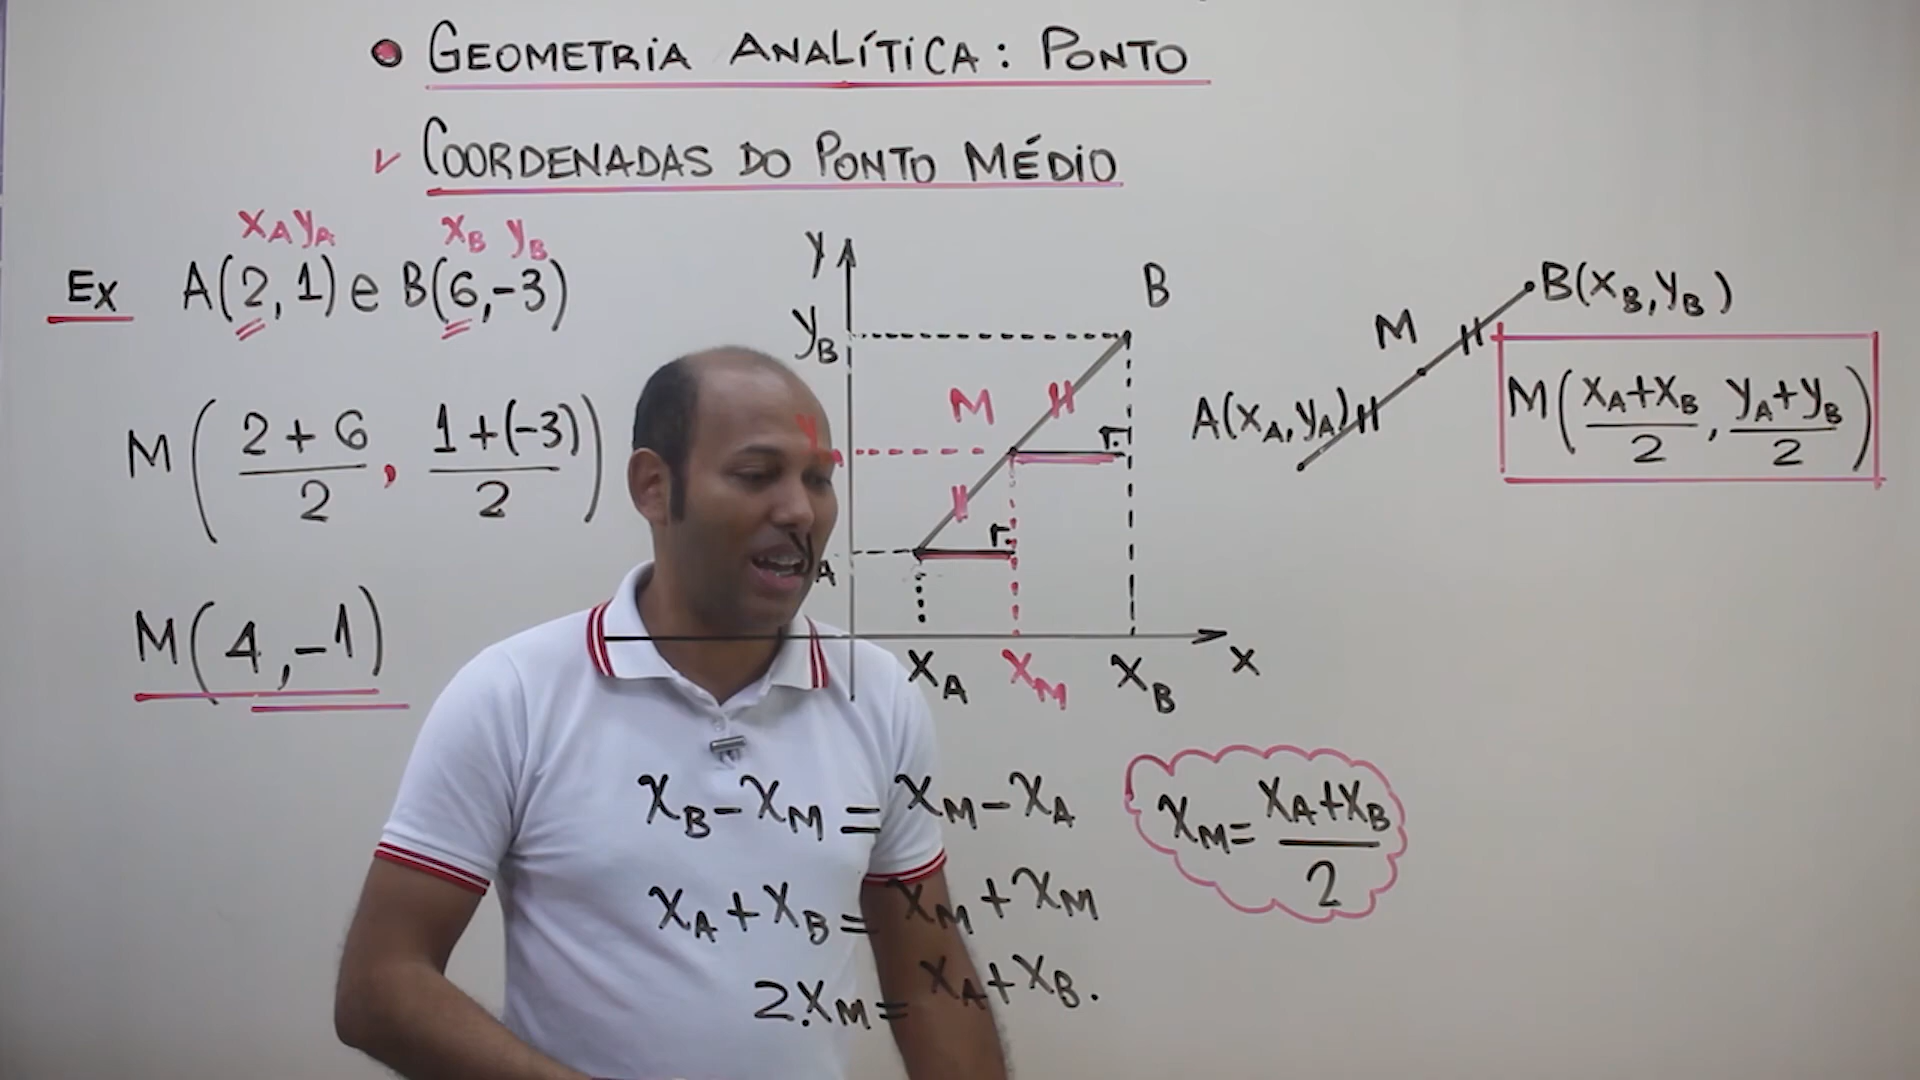 GEOMETRIA ANALÍTICA: PONTO
COORDENADAS DO PONTO MÉDIO
xA yA xB yB
Ex A(2,1) e B(6,-3)
M(2+6/2, 1+(-3)/2)
M(4,-1)
y
yB
B
M
A
xA xM xB x
B(xB,yB)
M
A(xA,yA)
M(xA+xB/2, yA+yB/2)
xB-xM=xM-xA
xA+xB=xM+xM
2.xM=xA+xB.
xM=xA+xB/2